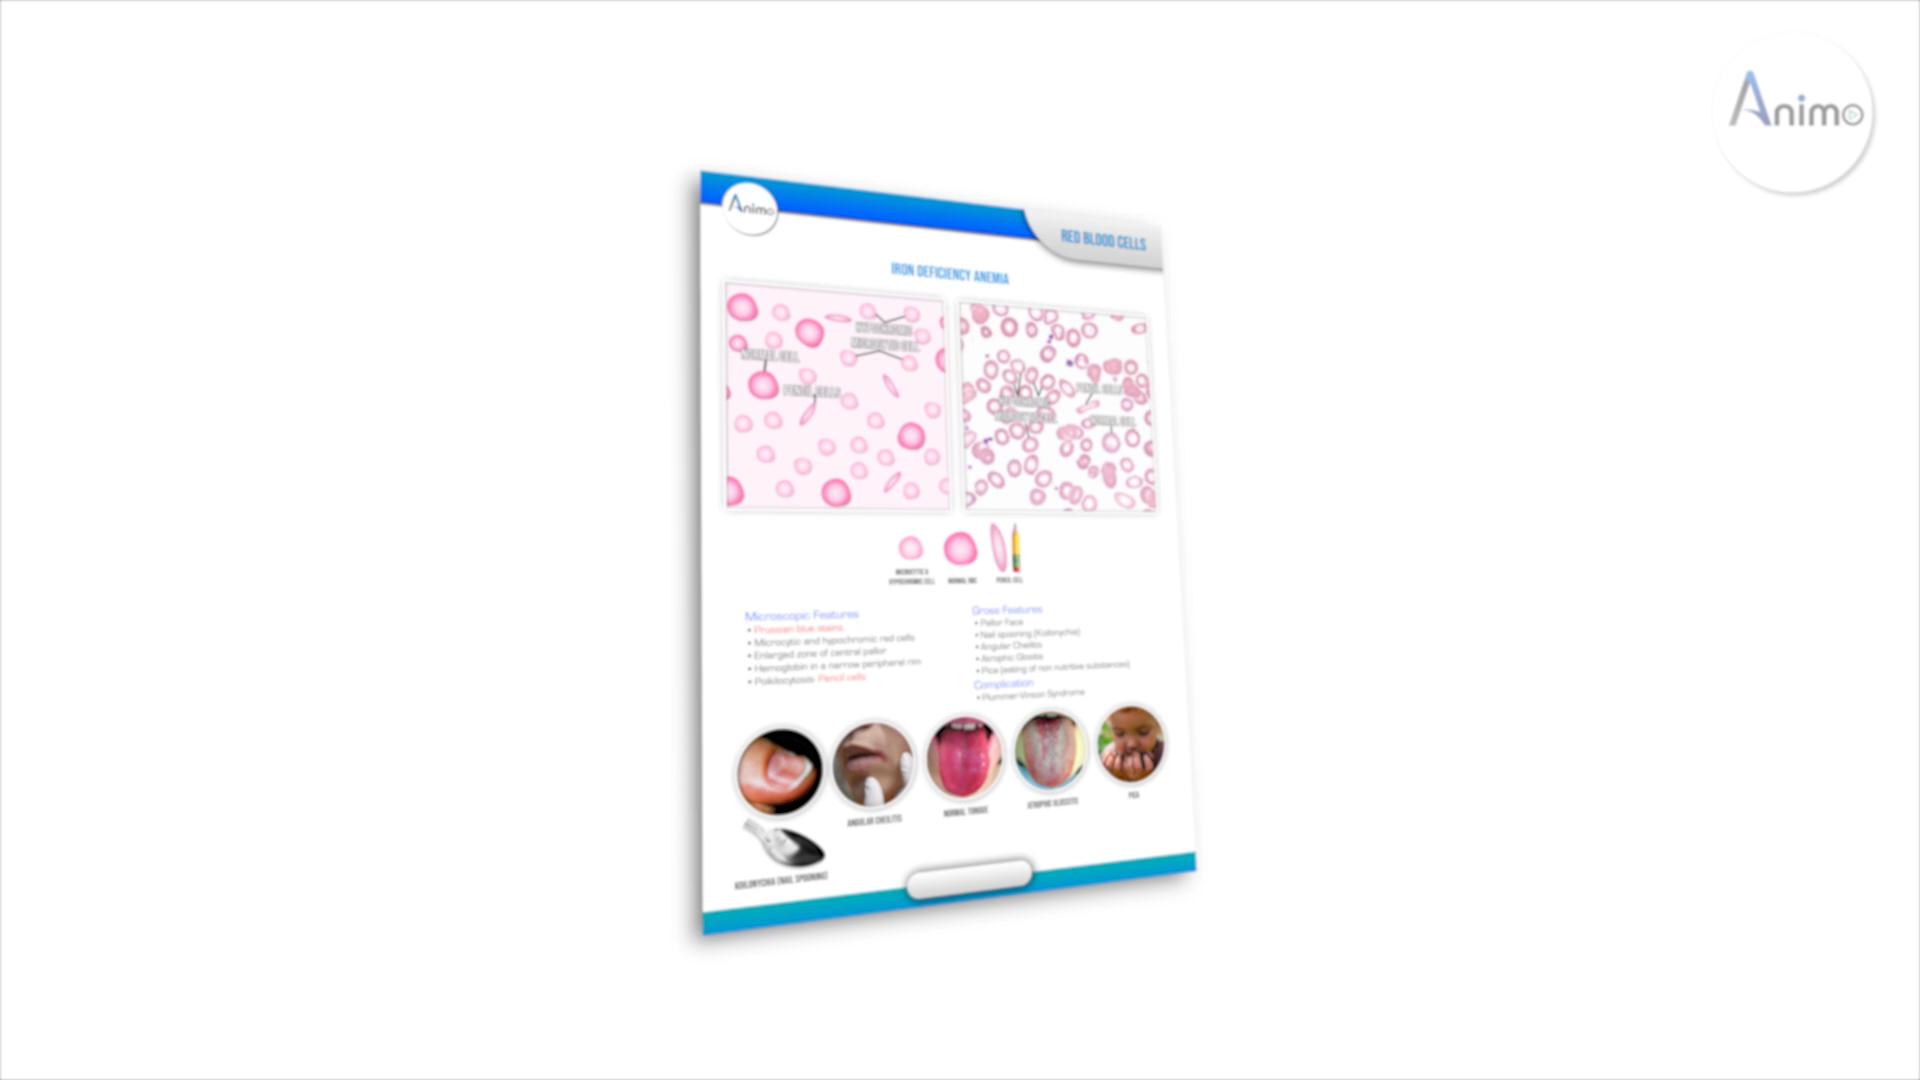 Animo
Animo
RED BLOOD CELLS
IRON DEFICIENCY ANEMIA
HYPOCHROMIC
MICROCYTIC CELL
NORMAL CELL
PENCIL CELLS
PENCIL CELLS
NORMAL CELL
MICROCYTIC &
HYPOCHROMIC CELL
NORMAL RBC
PENCIL CELL
Microscopic Features
• Prussian blue stains
• Microcytic and hypochromic red cells
• Enlarged zone of central pallor
• Hemoglobin in a narrow peripheral rim
• Poikilocytosis- Pencil cells
Gross Features
• Pallor Face
• Nail spooning (Koilonychia)
• Angular Cheilitis
• Atrophic Glositis
• Pica (eating of non nutritive substances)
Complication
• Plummer-Vinson Syndrome
KOILONYCHIA (NAIL SPOONING)
ANGULAR CHEILITIS
NORMAL TONGUE
ATROPHIC GLOSSITIS
PICA